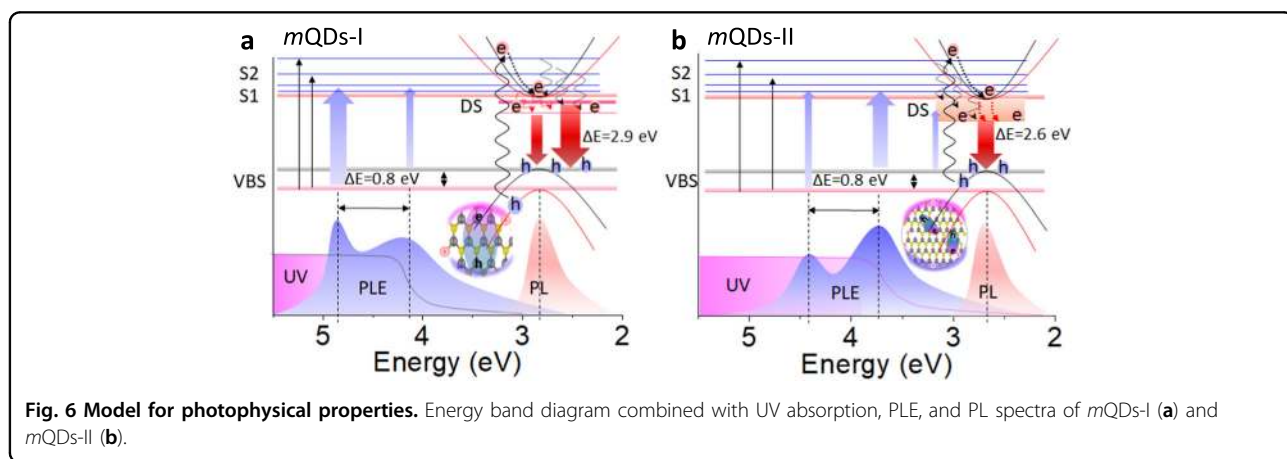 a mQDs-I
e
S2
S1
e
DS
e
e
ΔE=2.9 eV
h
h
h
VBS
ΔE=0.8 eV
h
e
h
UV
PLE
PL
5 4 3 2
Energy (eV)
b mQDs-II
e
S2
S1
e
DS
e
e
ΔE=2.6 eV
h
h
h
VBS
ΔE=0.8 eV
UV
PLE
PL
5 4 3 2
Energy (eV)
Fig. 6 Model for photophysical properties. Energy band diagram combined with UV absorption, PLE, and PL spectra of mQDs-I (a) and
mQDs-II (b).